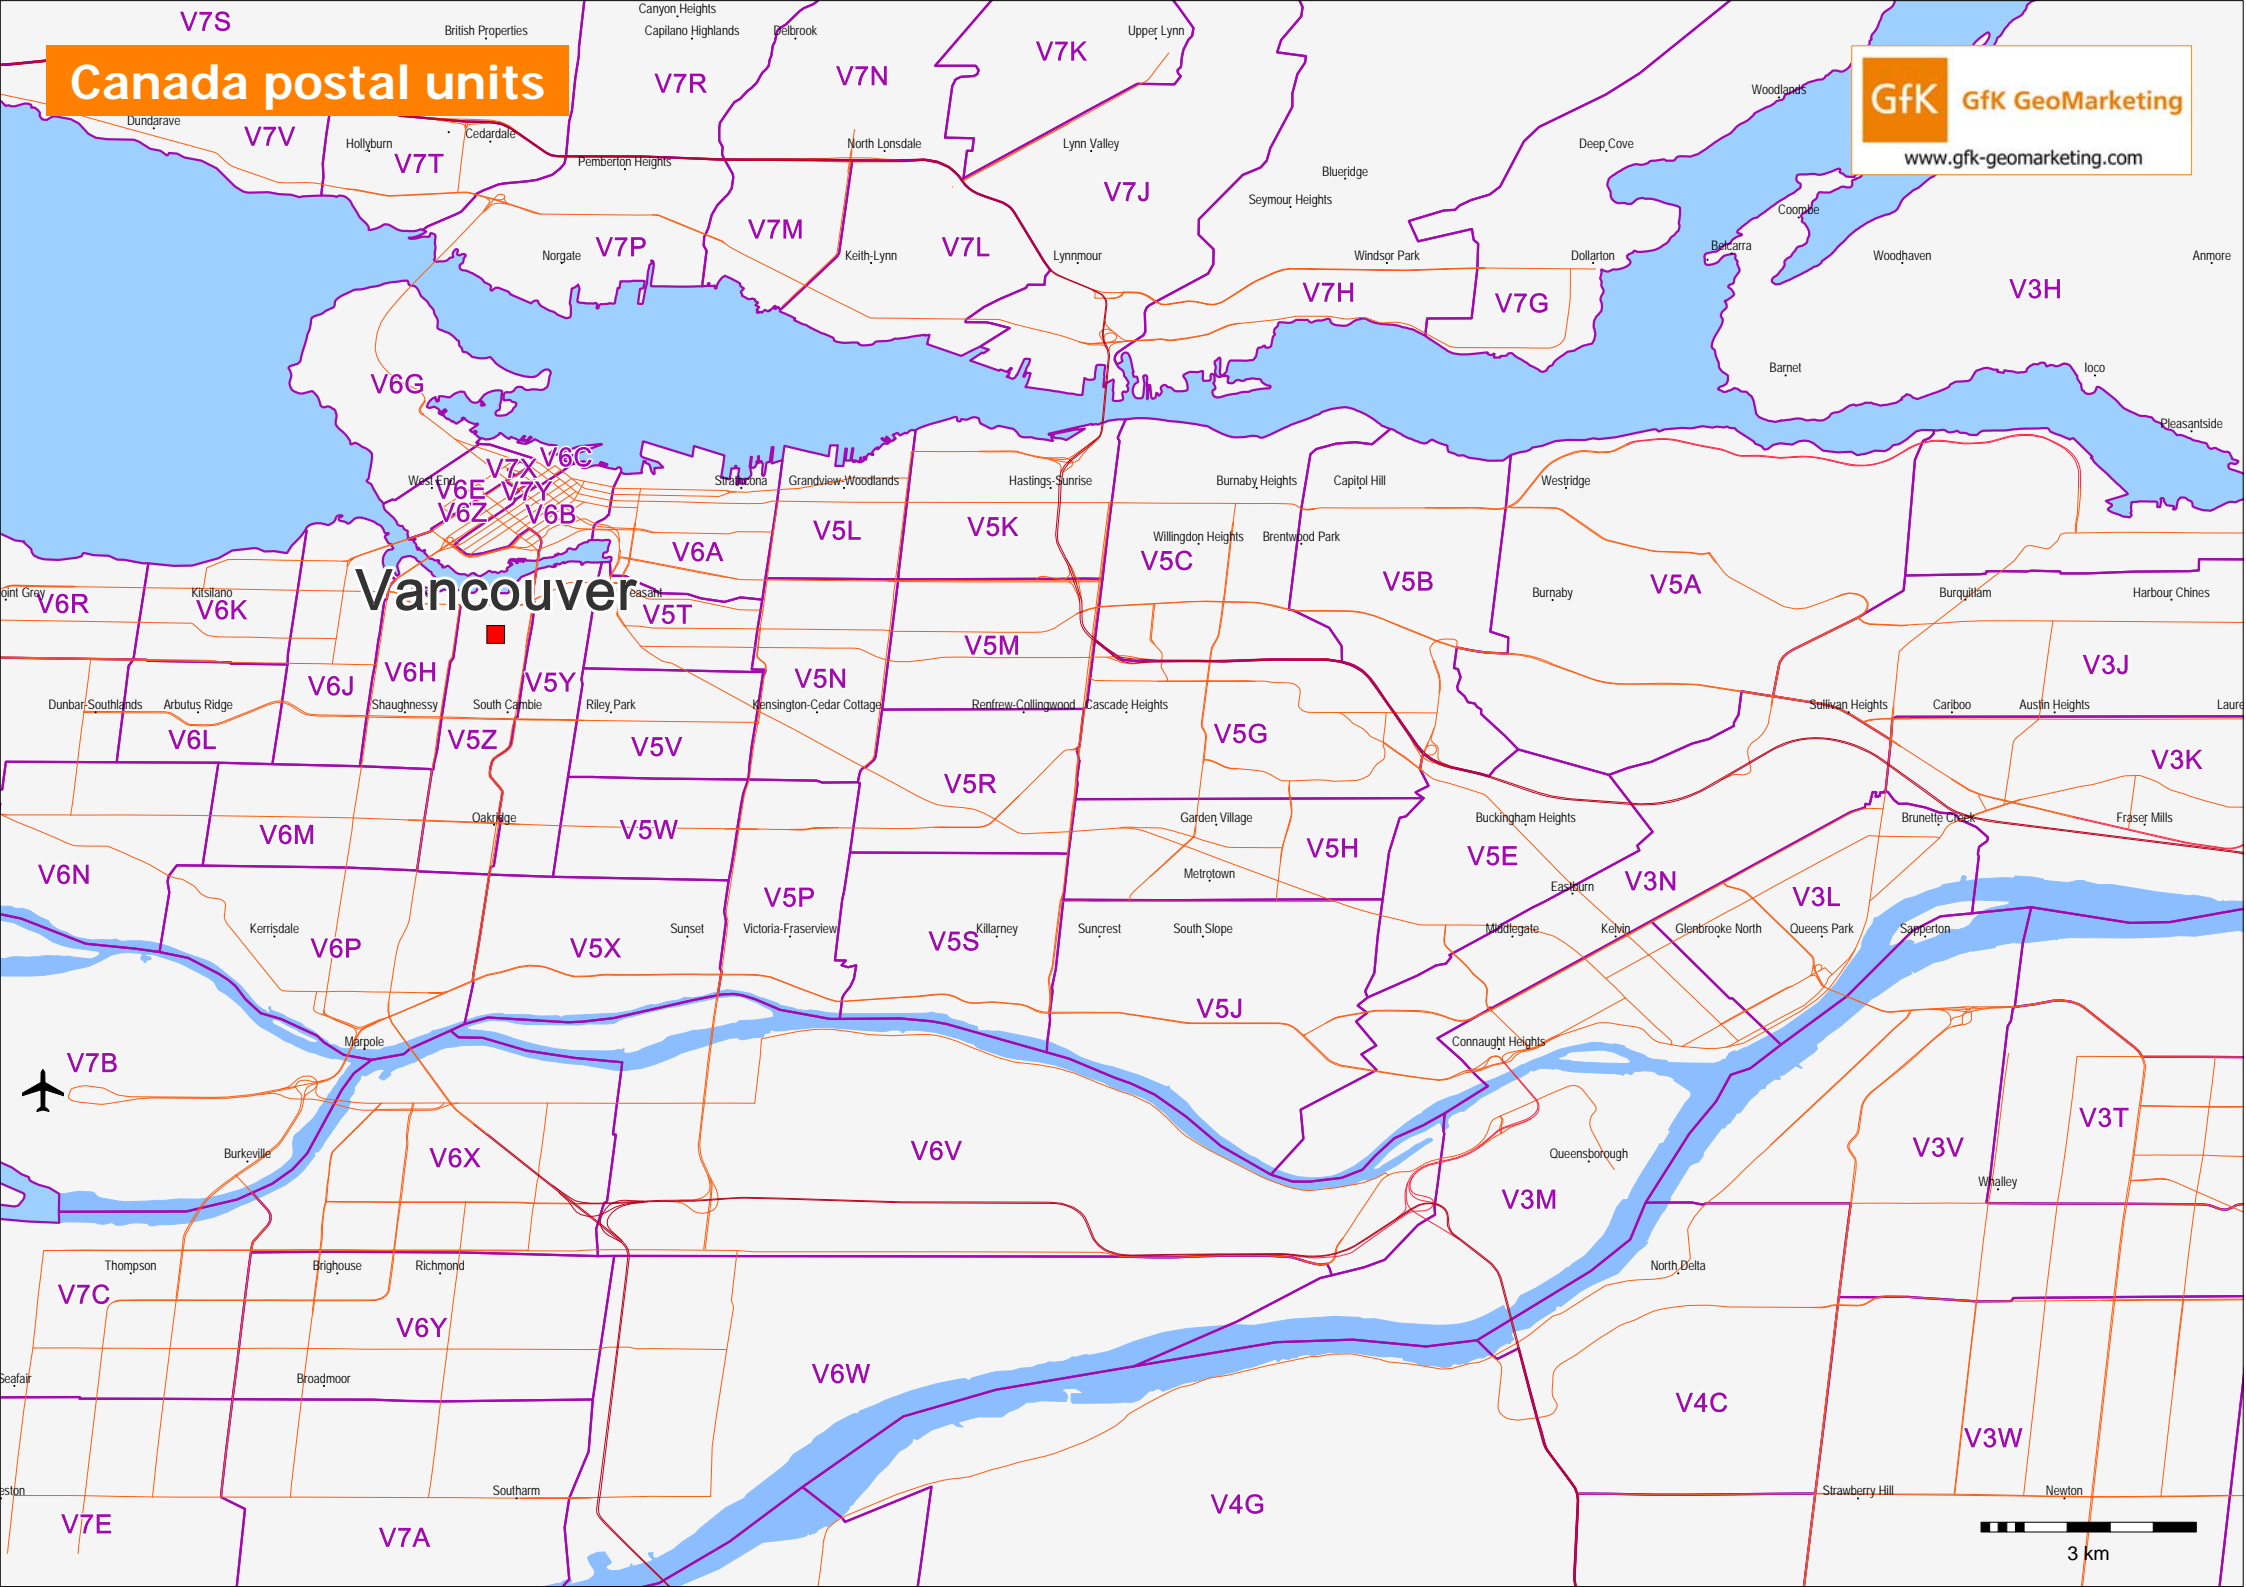 Canyon Heights
V7S
British Properties
Capilano Highlands
Delbrook
Upper Lynn
V7K
Canada postal units
V7R
V7N
Woodlands
GfK
GfK GeoMarketing
www.gfk-geomarketing.com
Dundarave
V7V
Hollyburn
Cedardale
V7T
Pemberton Heights
North Lonsdale
Lynn Valley
Deep Cove
Blueridge
V7J
Seymour Heights
Coombe
V7M
V7P
Norgate
Keith-Lynn
V7L
Lynnmour
Windsor Park
Dollarton
Belcarra
Woodhaven
Anmore
V7H
V7G
V3H
V6G
Barnet
Ioco
Pleasantside
V6C
V7X
West End
V6E
V7Y
V6Z
V6B
Strathcona
Grandview-Woodlands
Hastings-Sunrise
Burnaby Heights
Capitol Hill
Westridge
V5L
V5K
V6A
Willingdon Heights
Brentwood Park
V5C
V5B
V5A
oint Grey
V6R
Kitsilano
V6K
Vancouver
easant
V5T
Burnaby
Burquitlam
Harbour Chines
V5M
V3J
V6J
V6H
V5Y
V5N
Dunbar-Southlands
Arbutus Ridge
Shaughnessy
South Cambie
Riley Park
Kensington-Cedar Cottage
Renfrew-Collingwood
Cascade Heights
Sullivan Heights
Cariboo
Austin Heights
Laure
V6L
V5Z
V5V
V5G
V3K
V5R
V6M
Oakridge
V5W
Garden Village
V5H
Buckingham Heights
Brunette Creek
Fraser Mills
V6N
V5E
Metrotown
V5P
Eastburn
V3N
V3L
Kerrisdale
V6P
V5X
Sunset
Victoria-Fraserview
V5S
Killarney
Suncrest
South Slope
Middlegate
Kelvin
Glenbrooke North
Queens Park
Sapperton
V5J
Marpole
Connaught Heights
V7B
V3T
Burkeville
V6X
V6V
Queensborough
V3V
Whalley
V3M
Thompson
Brighouse
Richmond
North Delta
V7C
V6Y
V6W
Seafair
Broadmoor
V4C
V3W
eston
Southarm
V4G
Strawberry Hill
Newton
V7E
V7A
3 km